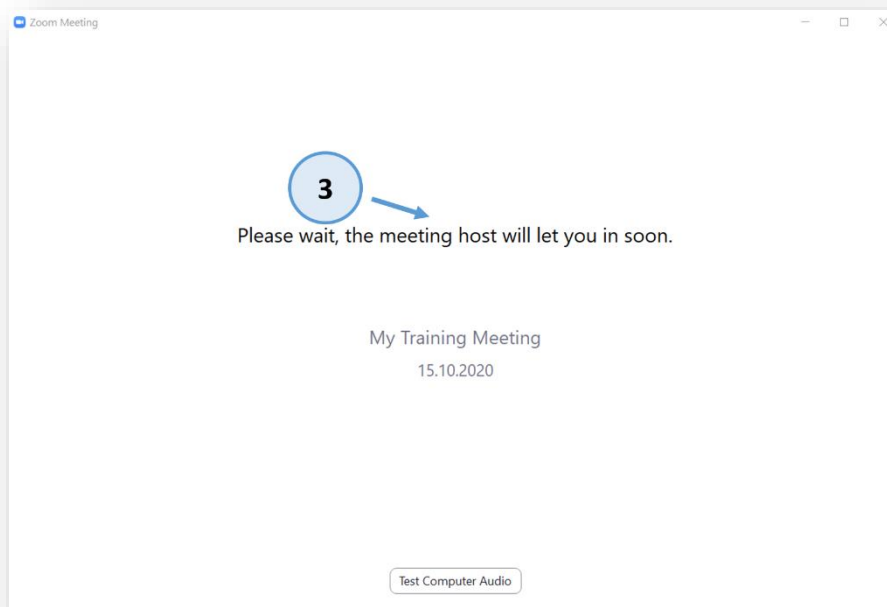 Zoom Meeting
3
Please wait, the meeting host will let you in soon.
My Training Meeting
15.10.2020
Test Computer Audio